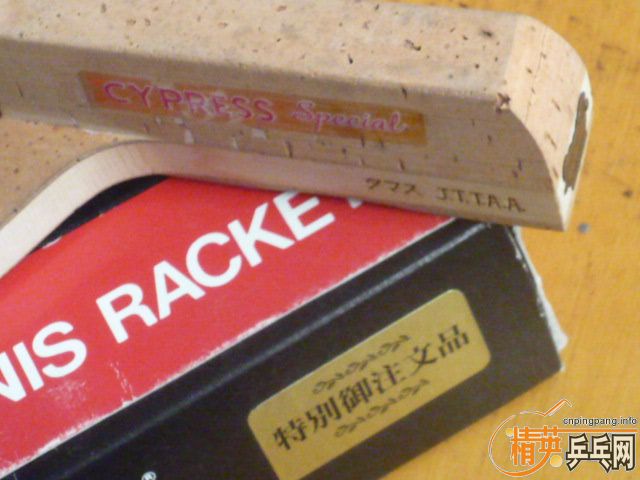 CYPRESS Special
タマス J.T.T.A.A.
NIS RACKE
特別御注文品
®
cnpingpang.info
精英乒乓网